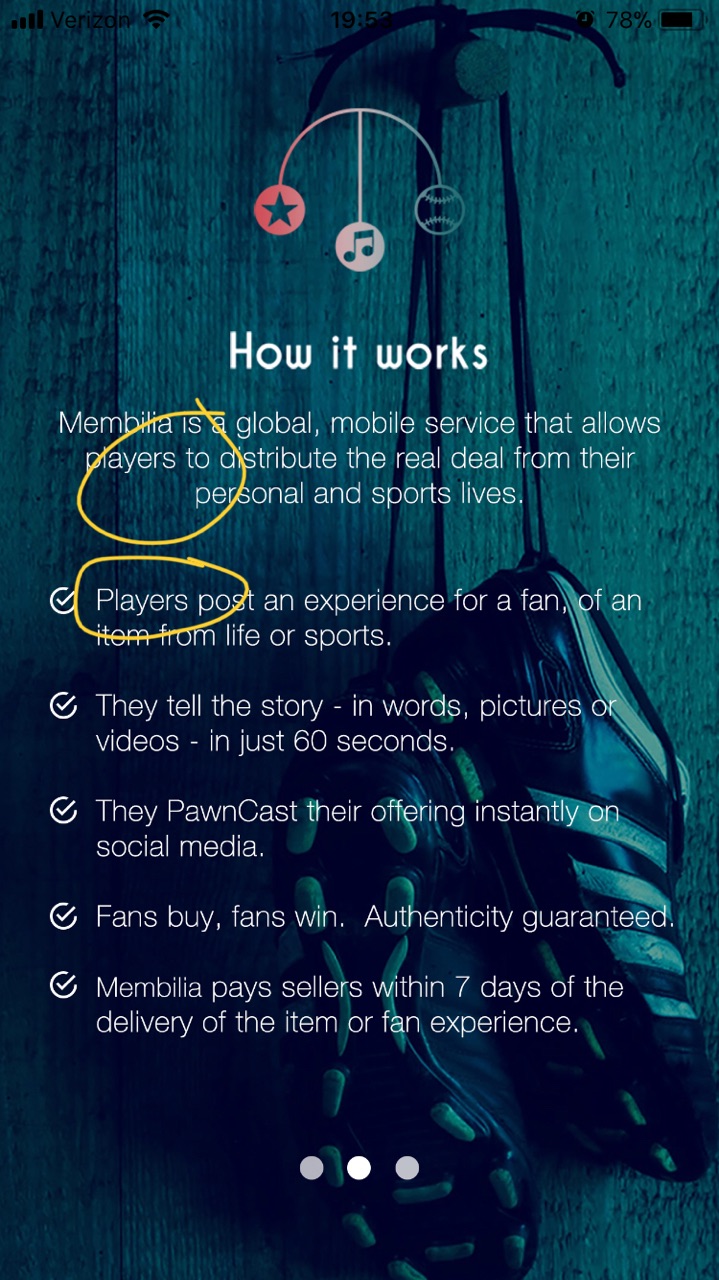 Verizon 19:53 78%
How it works
Membilia is a global, mobile service that allows
players to distribute the real deal from their
personal and sports lives.
Players post an experience for a fan, of an
item from life or sports.
They tell the story - in words, pictures or
videos - in just 60 seconds.
They PawnCast their offering instantly on
social media.
Fans buy, fans win. Authenticity guaranteed.
Membilia pays sellers within 7 days of the
delivery of the item or fan experience.